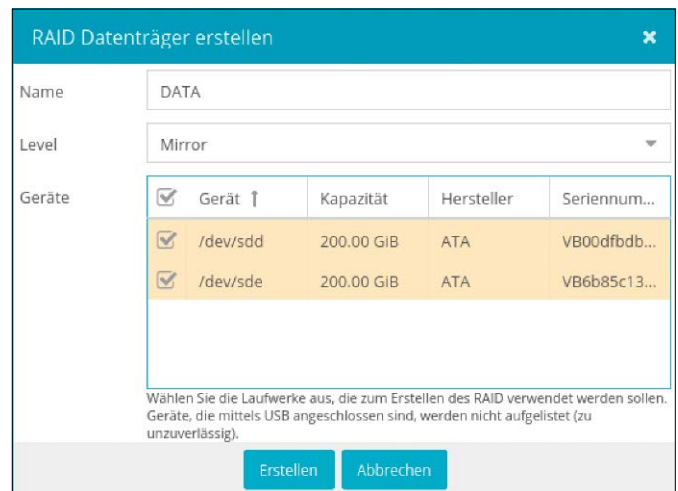 RAID Datenträger erstellen
Name DATA
Level Mirror
Geräte Gerät Kapazität Hersteller Seriennum...
/dev/sdd 200.00 GiB ATA VB00dfbdb...
/dev/sde 200.00 GiB ATA VB6b85c13...
Wählen Sie die Laufwerke aus, die zum Erstellen des RAID verwendet werden sollen.
Geräte, die mittels USB angeschlossen sind, werden nicht aufgelistet (zu
unzuverlässig).
Erstellen Abbrechen